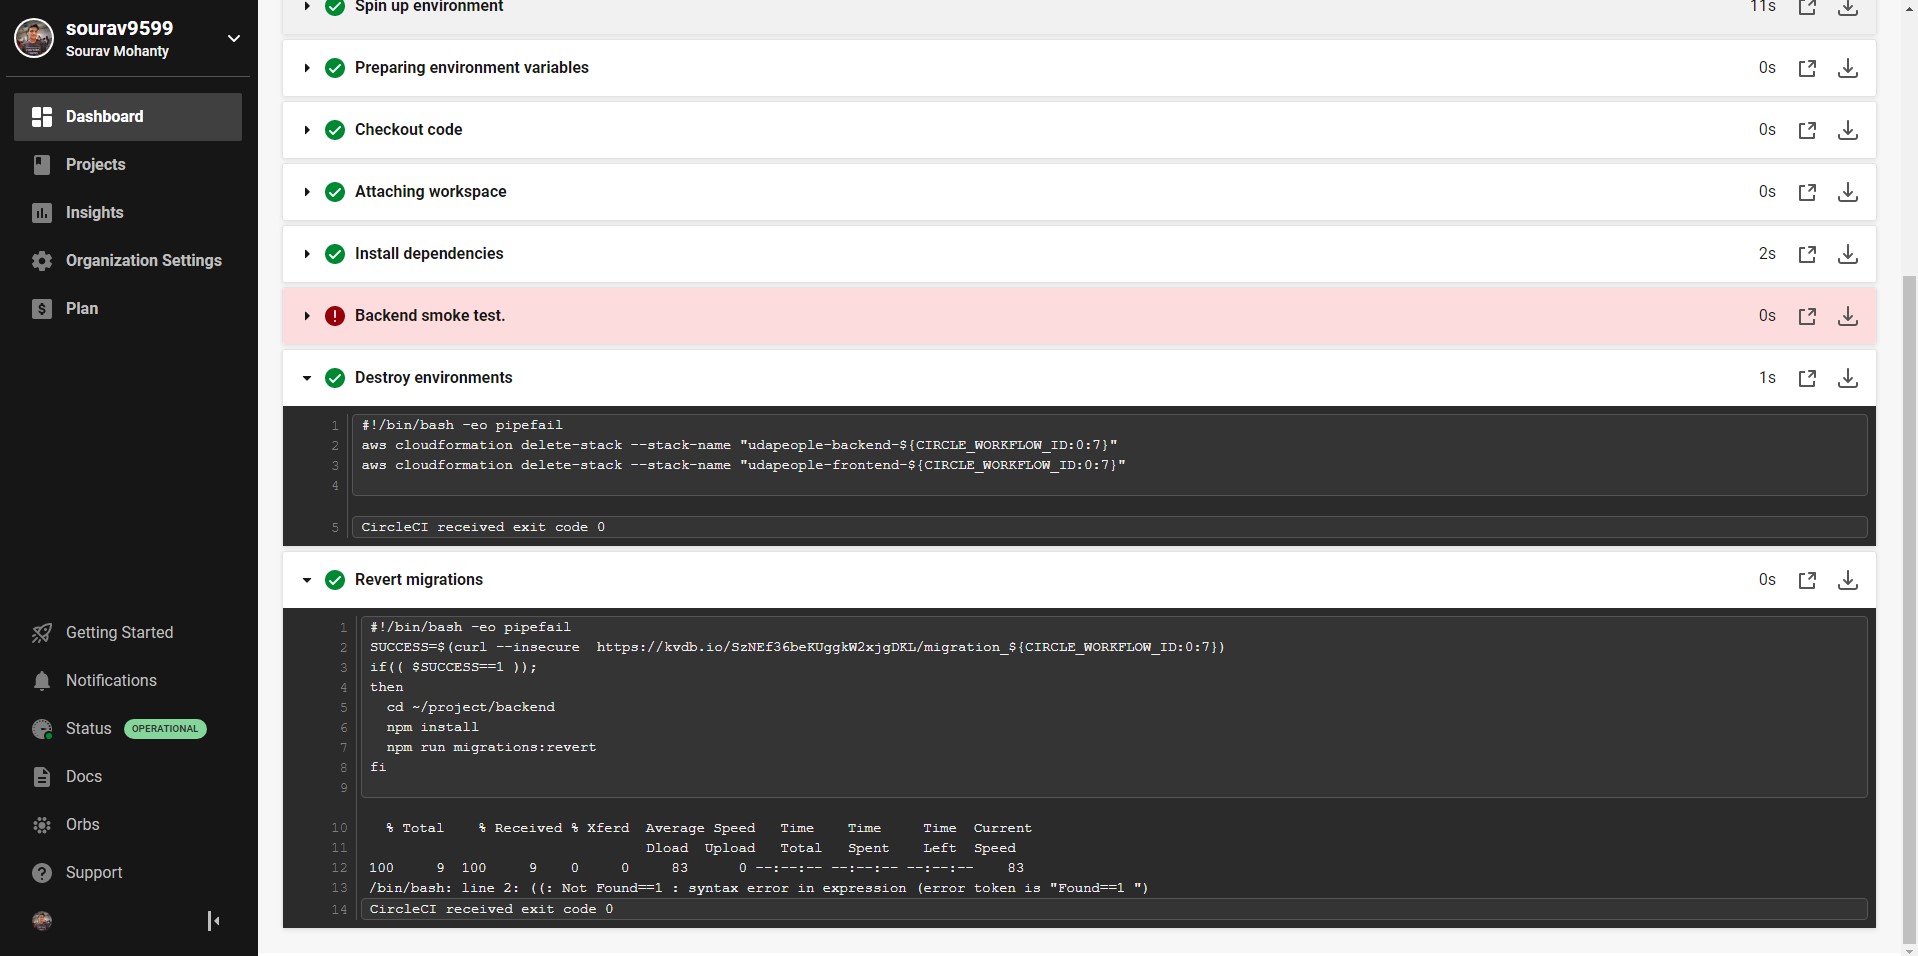 sourav9599
Sourav Mohanty
Dashboard
Projects
Insights
Organization Settings
Plan
Getting Started
Notifications
Status OPERATIONAL
Docs
Orbs
Support
Spin up environment 11s
Preparing environment variables 0s
Checkout code 0s
Attaching workspace 0s
Install dependencies 2s
Backend smoke test. 0s
Destroy environments 1s
1 #!/bin/bash -eo pipefail
2 aws cloudformation delete-stack --stack-name "udapeople-backend-${CIRCLE_WORKFLOW_ID:0:7}"
3 aws cloudformation delete-stack --stack-name "udapeople-frontend-${CIRCLE_WORKFLOW_ID:0:7}"
4
5 CircleCI received exit code 0
Revert migrations 0s
1 #!/bin/bash -eo pipefail
2 SUCCESS=$(curl --insecure  https://kvdb.io/SzNEf36beKUggkW2xjgDKL/migration_${CIRCLE_WORKFLOW_ID:0:7})
3 if(( $SUCCESS==1 ));
4 then
5   cd ~/project/backend
6   npm install
7   npm run migrations:revert
8 fi
9
10   % Total    % Received % Xferd  Average Speed   Time    Time     Time  Current
11                                  Dload  Upload   Total   Spent    Left  Speed
12 100     9  100     9    0     0     83      0 --:--:-- --:--:-- --:--:--    83
13 /bin/bash: line 2: ((: Not Found==1 : syntax error in expression (error token is "Found==1 ")
14 CircleCI received exit code 0